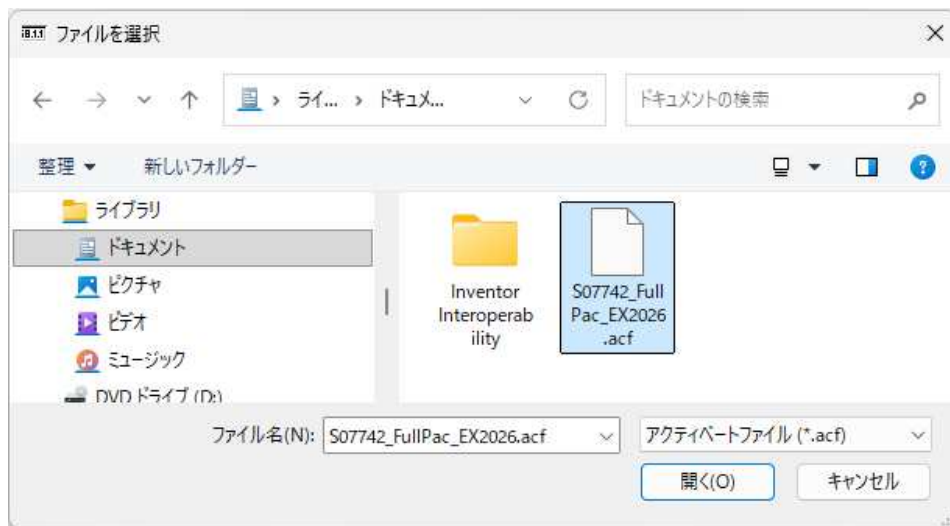 ファイルを選択
ライ... › ドキュメ...
ドキュメントの検索
整理
新しいフォルダー
ライブラリ
ドキュメント
ピクチャ
ビデオ
ミュージック
DVD ドライブ (D:)
Inventor
Interoperab
ility
S07742_Full
Pac_EX2026
.acf
ファイル名(N):
S07742_FullPac_EX2026.acf
アクティベートファイル (*.acf)
開く(O)
キャンセル